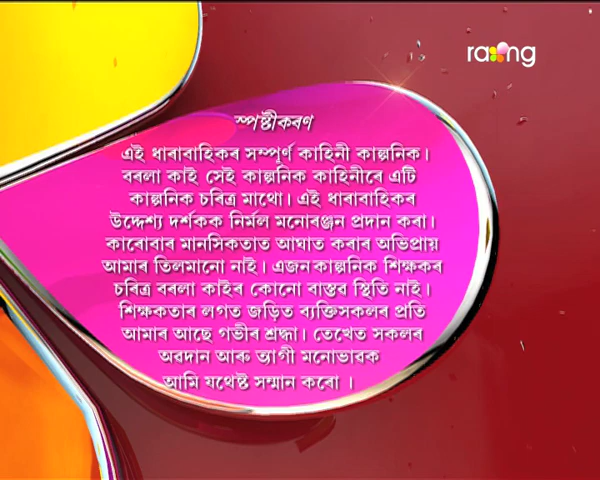 rang
স্পষ্টীকৰণ
এই ধাৰাবাহিকৰ সম্পূৰ্ণ কাহিনী কাল্পনিক।
বৰলা কাই সেই কাল্পনিক কাহিনীৰে এটি
কাল্পনিক চৰিত্ৰ মাথো। এই ধাৰাবাহিকৰ
উদ্দেশ্য দৰ্শকক নিৰ্মল মনোৰঞ্জন প্ৰদান কৰা।
কাৰোবাৰ মানসিকতাত আঘাত কৰাৰ অভিপ্ৰায়
আমাৰ তিলমানো নাই। এজন কাল্পনিক শিক্ষকৰ
চৰিত্ৰ বৰলা কাইৰ কোনো বাস্তৱ স্থিতি নাই।
শিক্ষকতাৰ লগত জড়িত ব্যক্তিসকলৰ প্ৰতি
আমাৰ আছে গভীৰ শ্ৰদ্ধা। তেখেত সকলৰ
অৱদান আৰু ত্যাগী মনোভাৱক
আমি যথেষ্ট সন্মান কৰো ।